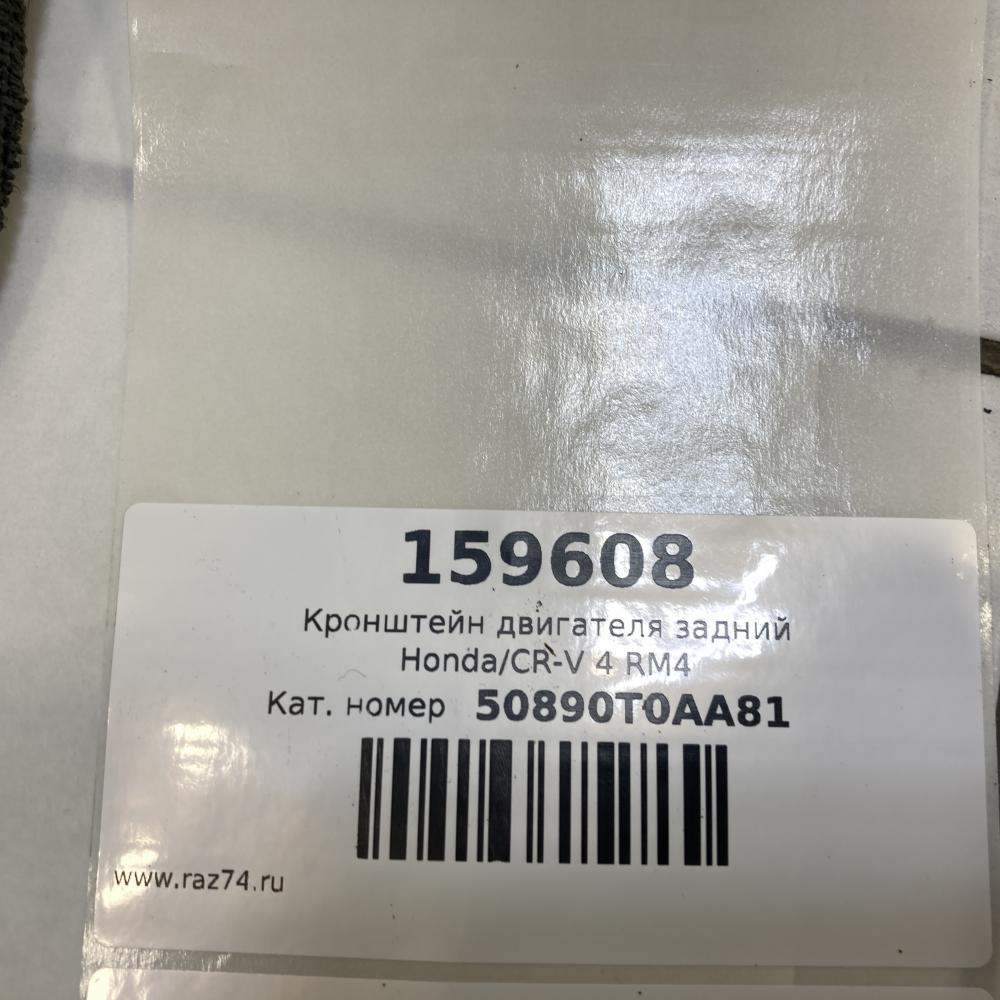 159608
Кронштейн двигателя задний
Honda/CR-V 4 RM4
Кат. номер 50890T0AA81
www.raz74.ru